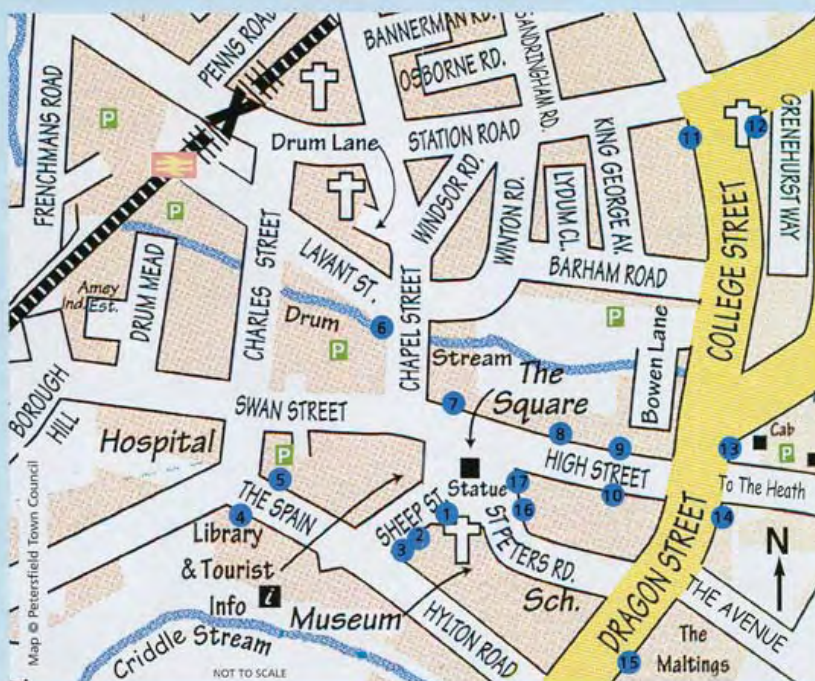 PENNS ROAD
BANNERMAN RD.
SANDRINGHAM RD.
OSBORNE RD.
FRENCHMANS ROAD
P
Drum Lane
STATION ROAD
KING GEORGE AV.
11
12
GRENEHURST WAY
WINDSOR RD.
WINTON RD.
LYDUM CL.
P
CHARLES STREET
LAVANT ST.
BARHAM ROAD
COLLEGE STREET
Amey
Ind. Est.
DRUM MEAD
Drum
6
P
CHAPEL STREET
Stream
P
Bowen Lane
The
Square
BOROUGH
HILL
SWAN STREET
7
8
9
Hospital
P
5
HIGH STREET
13
Cab
P
Statue
17
10
To The Heath
4
THE SPAIN
SHEEP ST.
1
16
14
2
3
ST PETERS RD.
Library
& Tourist
Info
i
Museum
Sch.
DRAGON STREET
N
THE AVENUE
HYLTON ROAD
Criddle Stream
15
The
Maltings
NOT TO SCALE
Map © Petersfield Town Council